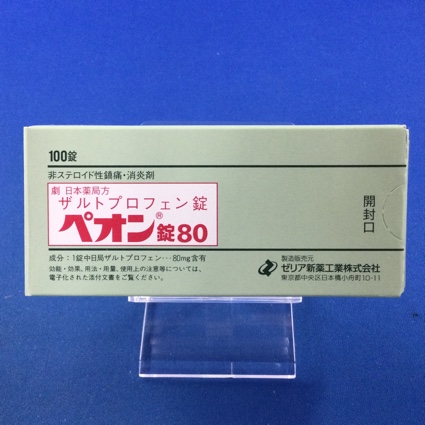 100錠
非ステロイド性鎮痛・消炎剤
劇 日本薬局方
ザルトプロフェン錠
ペオン®錠80
成分:1錠中日局ザルトプロフェン…80mg含有
効能・効果、用法・用量、使用上の注意等については、
電子化された添付文書をご覧ください。
開封口
製造販売元
ゼリア新薬工業株式会社
東京都中央区日本橋小舟町10-11